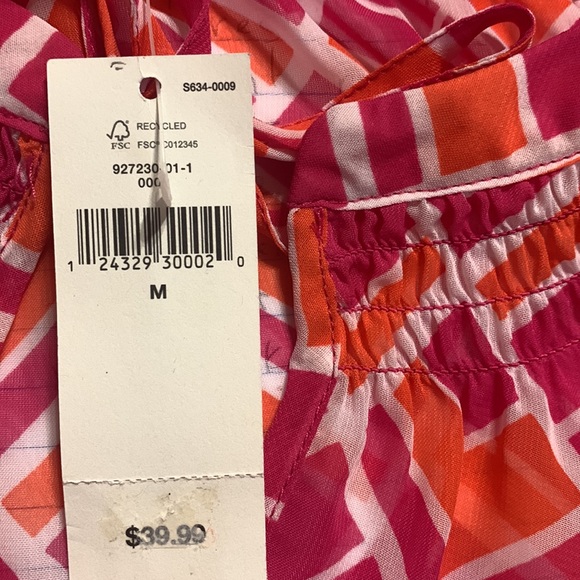 S634-0009
RECYCLED
FSC FSC® C012345
927230-01-1
000
1 24329 30002 0
M
$39.99